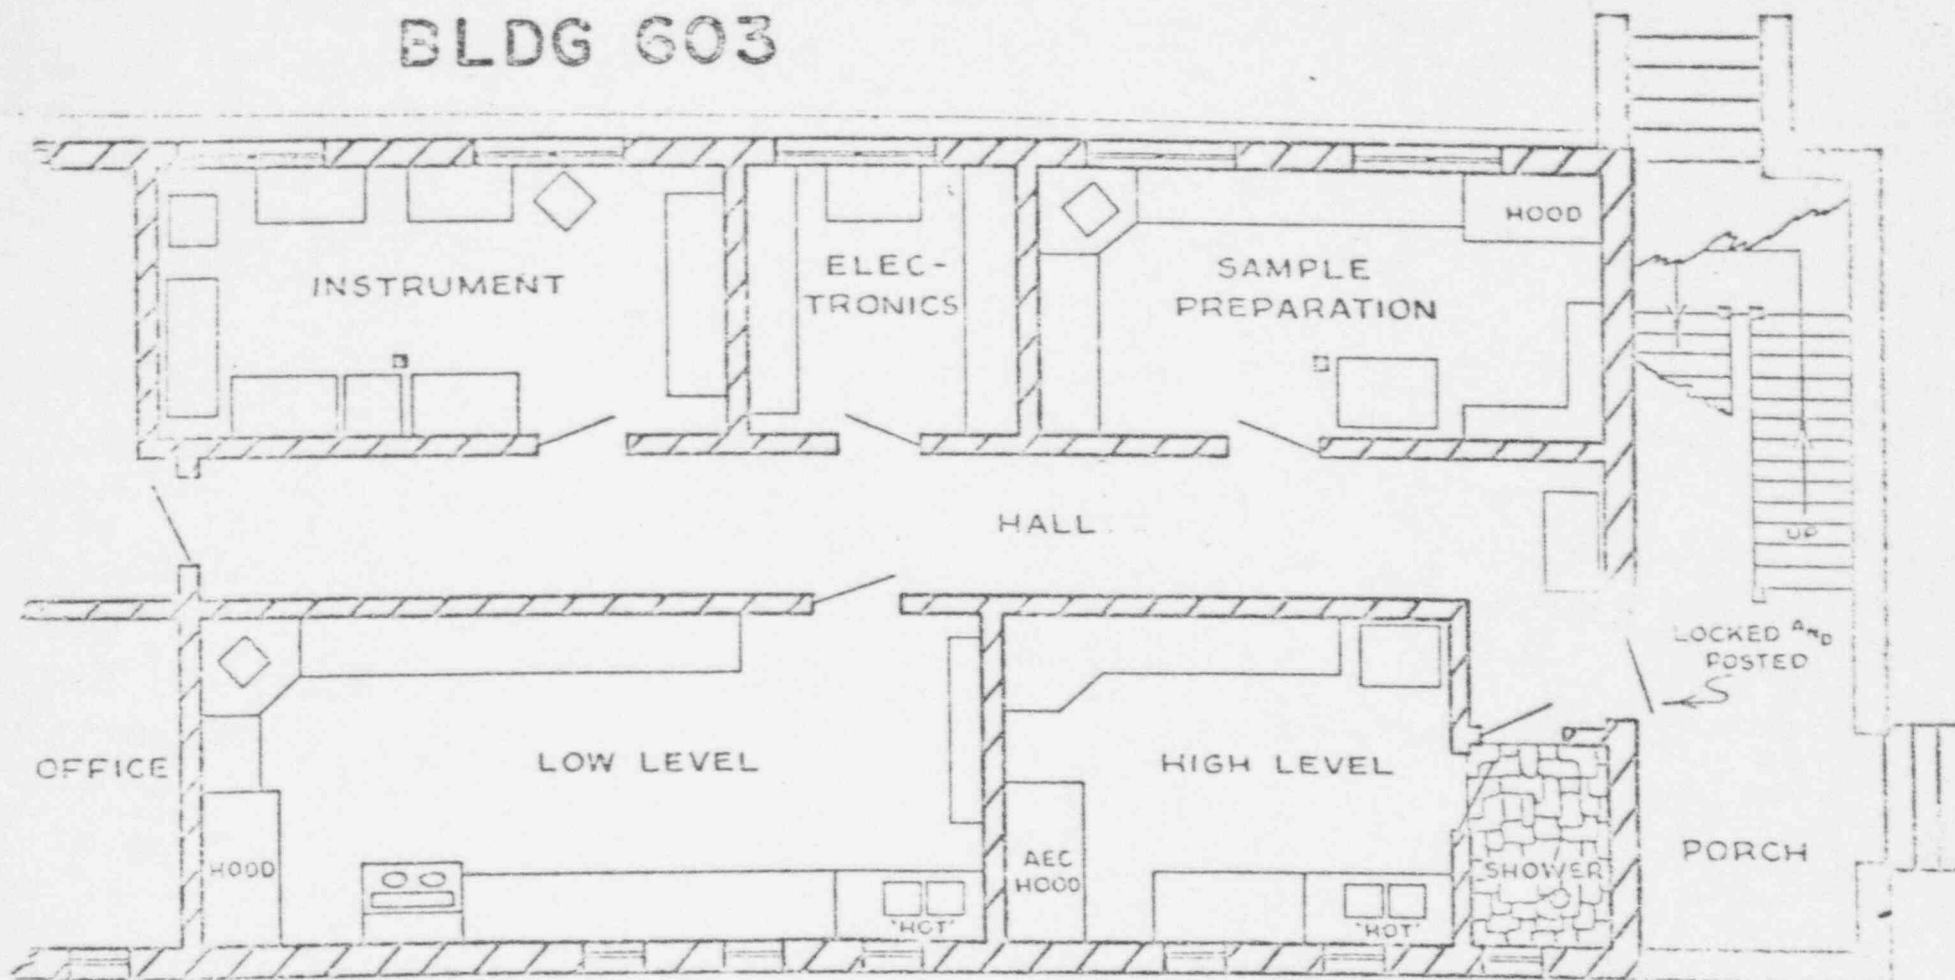 BLDG 603
INSTRUMENT
ELEC-
TRONICS
SAMPLE
PREPARATION
HOOD
HALL
UP
LOCKED AND
POSTED
OFFICE
LOW LEVEL
HIGH LEVEL
HOOD
AEC
HOOD
SHOWER
PORCH
"HOT"
"HOT"